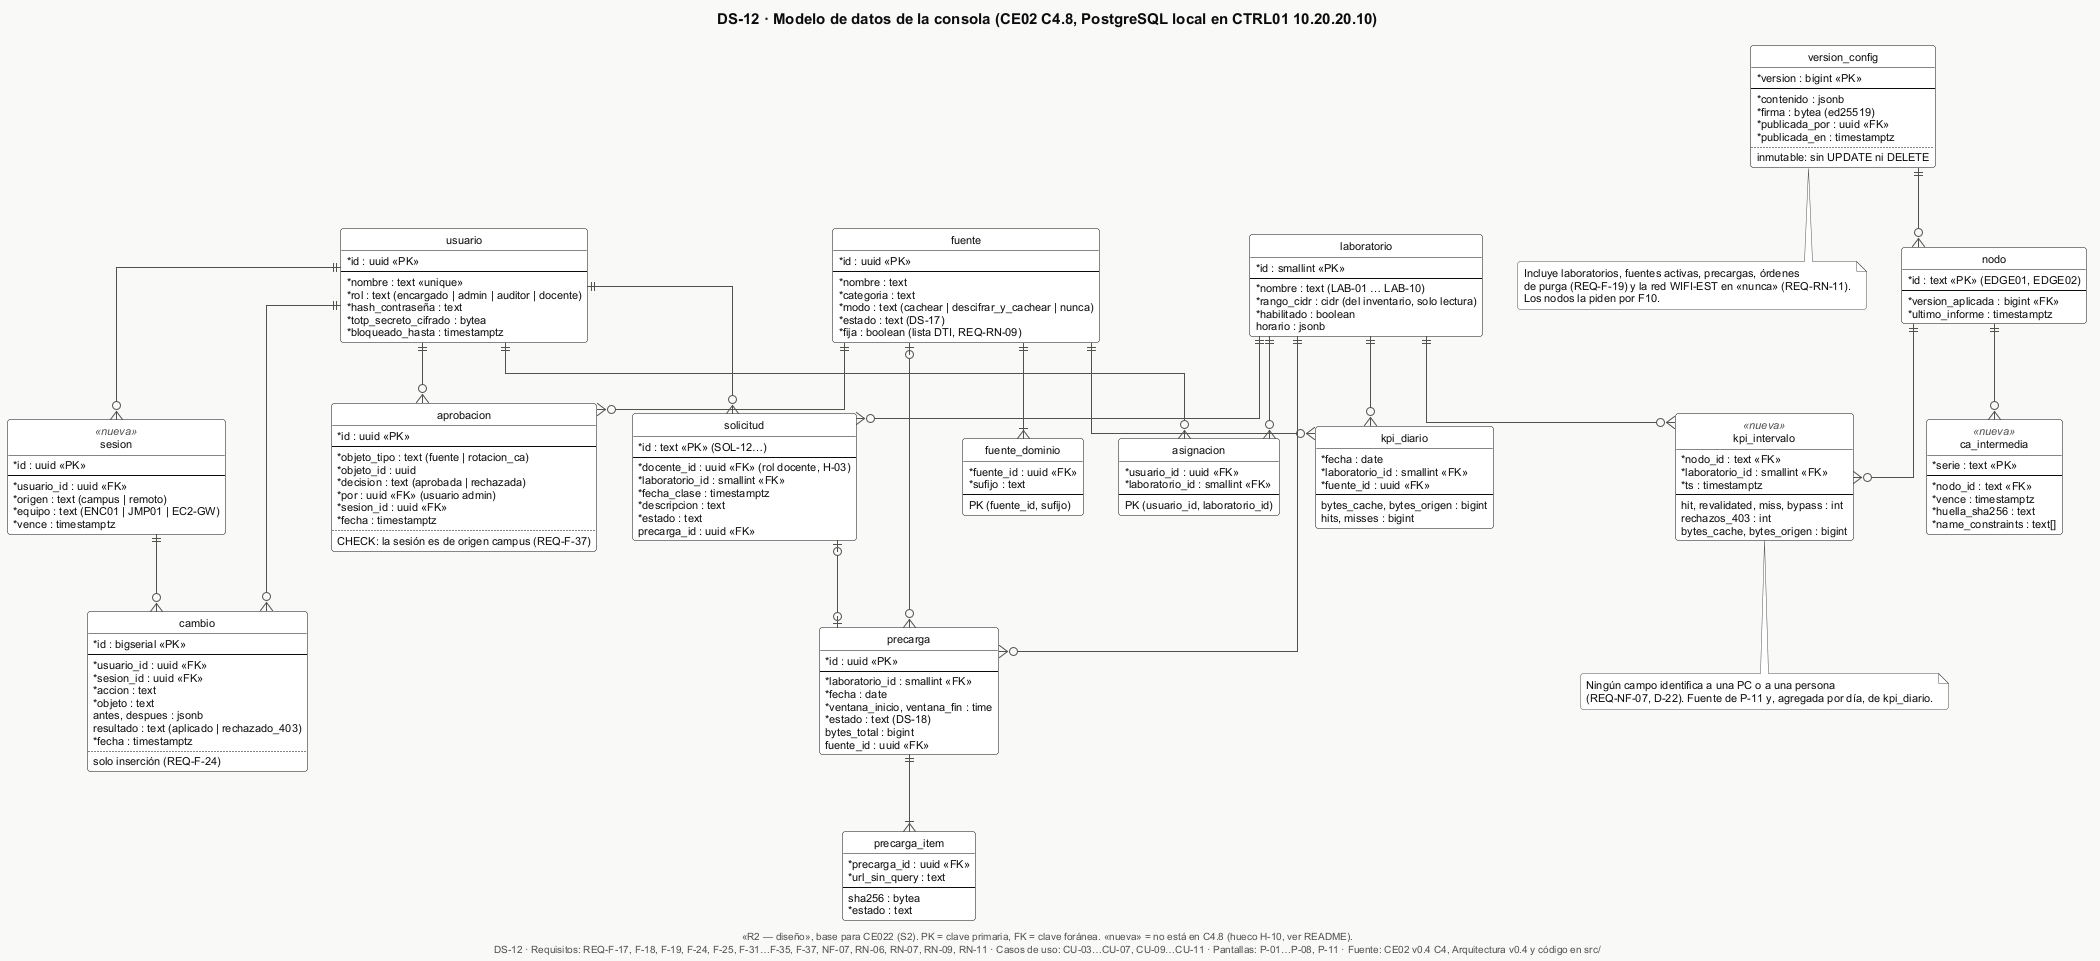 DS-12 · Modelo de datos de la consola (CE02 C4.8, PostgreSQL local en CTRL01 10.20.20.10)
version_config
*version : bigint «PK»
*contenido : jsonb
*firma : bytea (ed25519)
*publicada_por : uuid «FK»
*publicada_en : timestamptz
inmutable: sin UPDATE ni DELETE
usuario
*id : uuid «PK»
*nombre : text «unique»
*rol : text (encargado | admin | auditor | docente)
*hash_contraseña : text
*totp_secreto_cifrado : bytea
*bloqueado_hasta : timestamptz
fuente
*id : uuid «PK»
*nombre : text
*categoria : text
*modo : text (cachear | descifrar_y_cachear | nunca)
*estado : text (DS-17)
*fija : boolean (lista DTI, REQ-RN-09)
laboratorio
*id : smallint «PK»
*nombre : text (LAB-01 … LAB-10)
*rango_cidr : cidr (del inventario, solo lectura)
*habilitado : boolean
horario : jsonb
Incluye laboratorios, fuentes activas, precargas, órdenes
de purga (REQ-F-19) y la red WIFI-EST en «nunca» (REQ-RN-11).
Los nodos la piden por F10.
nodo
*id : text «PK» (EDGE01, EDGE02)
*version_aplicada : bigint «FK»
*ultimo_informe : timestamptz
«nueva»
sesion
*id : uuid «PK»
*usuario_id : uuid «FK»
*origen : text (campus | remoto)
*equipo : text (ENC01 | JMP01 | EC2-GW)
*vence : timestamptz
aprobacion
*id : uuid «PK»
*objeto_tipo : text (fuente | rotacion_ca)
*objeto_id : uuid
*decision : text (aprobada | rechazada)
*por : uuid «FK» (usuario admin)
*sesion_id : uuid «FK»
*fecha : timestamptz
CHECK: la sesión es de origen campus (REQ-F-37)
solicitud
*id : text «PK» (SOL-12…)
*docente_id : uuid «FK» (rol docente, H-03)
*laboratorio_id : smallint «FK»
*fecha_clase : timestamptz
*descripcion : text
*estado : text
precarga_id : uuid «FK»
fuente_dominio
*fuente_id : uuid «FK»
*sufijo : text
PK (fuente_id, sufijo)
asignacion
*usuario_id : uuid «FK»
*laboratorio_id : smallint «FK»
PK (usuario_id, laboratorio_id)
kpi_diario
*fecha : date
*laboratorio_id : smallint «FK»
*fuente_id : uuid «FK»
bytes_cache, bytes_origen : bigint
hits, misses : bigint
«nueva»
kpi_intervalo
*nodo_id : text «FK»
*laboratorio_id : smallint «FK»
*ts : timestamptz
hit, revalidated, miss, bypass : int
rechazos_403 : int
bytes_cache, bytes_origen : bigint
«nueva»
ca_intermedia
*serie : text «PK»
*nodo_id : text «FK»
*vence : timestamptz
*huella_sha256 : text
*name_constraints : text[]
cambio
*id : bigserial «PK»
*usuario_id : uuid «FK»
*sesion_id : uuid «FK»
*accion : text
*objeto : text
antes, despues : jsonb
resultado : text (aplicado | rechazado_403)
*fecha : timestamptz
solo inserción (REQ-F-24)
precarga
*id : uuid «PK»
*laboratorio_id : smallint «FK»
*fecha : date
*ventana_inicio, ventana_fin : time
*estado : text (DS-18)
bytes_total : bigint
fuente_id : uuid «FK»
Ningún campo identifica a una PC o a una persona
(REQ-NF-07, D-22). Fuente de P-11 y, agregada por día, de kpi_diario.
precarga_item
*precarga_id : uuid «FK»
*url_sin_query : text
sha256 : bytea
*estado : text
«R2 — diseño», base para CE022 (S2). PK = clave primaria, FK = clave foránea. «nueva» = no está en C4.8 (hueco H-10, ver README).
DS-12 · Requisitos: REQ-F-17, F-18, F-19, F-24, F-25, F-31…F-35, F-37, NF-07, RN-06, RN-07, RN-09, RN-11 · Casos de uso: CU-03…CU-07, CU-09…CU-11 · Pantallas: P-01…P-08, P-11 · Fuente: CE02 v0.4 C4, Arquitectura v0.4 y código en src/